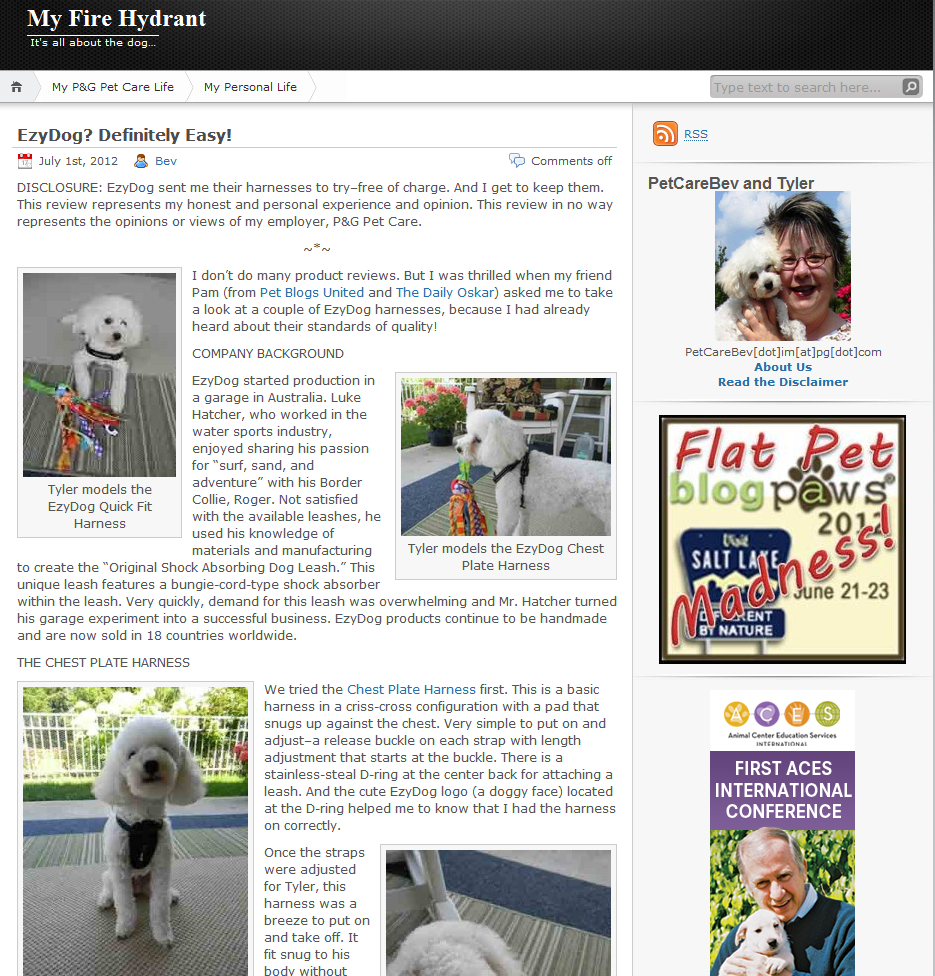 My Fire Hydrant
It's all about the dog...
My P&G Pet Care Life
My Personal Life
Type text to search here...
EzyDog? Definitely Easy!
July 1st, 2012
Bev
Comments off
DISCLOSURE: EzyDog sent me their harnesses to try–free of charge. And I get to keep them.
This review represents my honest and personal experience and opinion. This review in no way
represents the opinions or views of my employer, P&G Pet Care.
~*~
I don't do many product reviews. But I was thrilled when my friend
Pam (from Pet Blogs United and The Daily Oskar) asked me to take
a look at a couple of EzyDog harnesses, because I had already
heard about their standards of quality!
Tyler models the
EzyDog Quick Fit
Harness
COMPANY BACKGROUND
EzyDog started production in
a garage in Australia. Luke
Hatcher, who worked in the
water sports industry,
enjoyed sharing his passion
for “surf, sand, and
adventure” with his Border
Collie, Roger. Not satisfied
with the available leashes, he
used his knowledge of
materials and manufacturing
to create the “Original Shock Absorbing Dog Leash.” This
unique leash features a bungie-cord-type shock absorber
within the leash. Very quickly, demand for this leash was overwhelming and Mr. Hatcher turned
his garage experiment into a successful business. EzyDog products continue to be handmade
and are now sold in 18 countries worldwide.
Tyler models the EzyDog Chest
Plate Harness
THE CHEST PLATE HARNESS
We tried the Chest Plate Harness first. This is a basic
harness in a criss-cross configuration with a pad that
snugs up against the chest. Very simple to put on and
adjust–a release buckle on each strap with length
adjustment that starts at the buckle. There is a
stainless-steal D-ring at the center back for attaching a
leash. And the cute EzyDog logo (a doggy face) located
at the D-ring helped me to know that I had the harness
on correctly.
Once the straps
were adjusted
for Tyler, this
harness was a
breeze to put on
and take off. It
fit snug to his
body without
RSS
PetCareBev and Tyler
PetCareBev[dot]im[at]pg[dot]com
About Us
Read the Disclaimer
Flat Pet
blogpaws®
2012
Madness!
Visit
SALT LAKE
June 21-23
DIFFERENT
BY NATURE
ACES
Animal Center Education Services
INTERNATIONAL
FIRST ACES
INTERNATIONAL
CONFERENCE